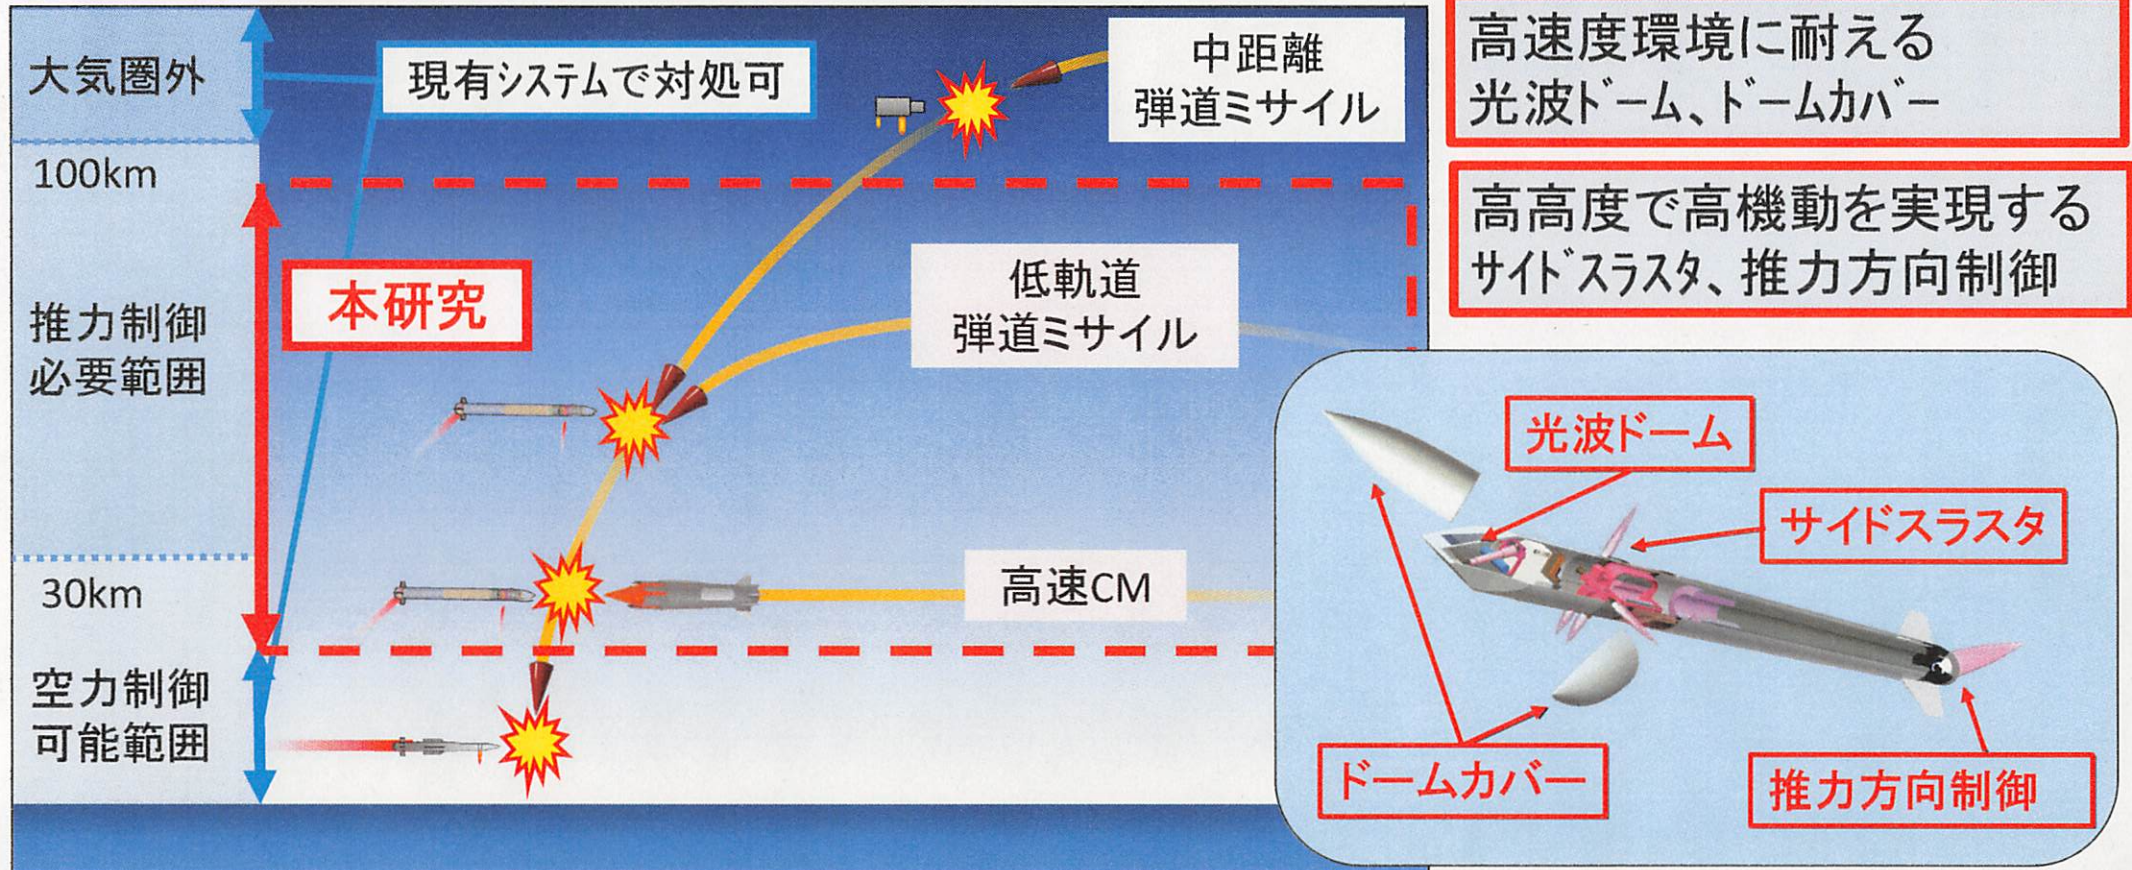 大気圏外
現有システムで対処可
中距離
弾道ミサイル
100km
推力制御
必要範囲
本研究
低軌道
弾道ミサイル
30km
高速CM
空力制御
可能範囲
高速度環境に耐える
光波ドーム、ドームカバー
高高度で高機動を実現する
サイドスラスタ、推力方向制御
光波ドーム
サイドスラスタ
ドームカバー
推力方向制御